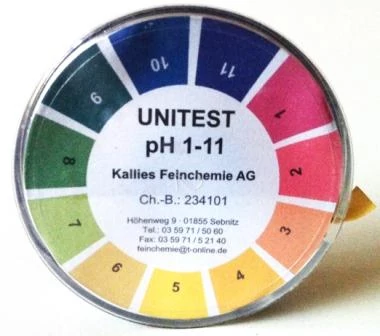 10
11
9
1
8
2
7
3
6
4
5
UNITEST
pH 1-11
Kallies Feinchemie AG
Ch.-B.: 234101
Höhenweg 9 · 01855 Sebnitz
Tel.: 03 59 71 / 50 60
Fax: 03 59 71 / 5 21 40
feinchemie@t-online.de